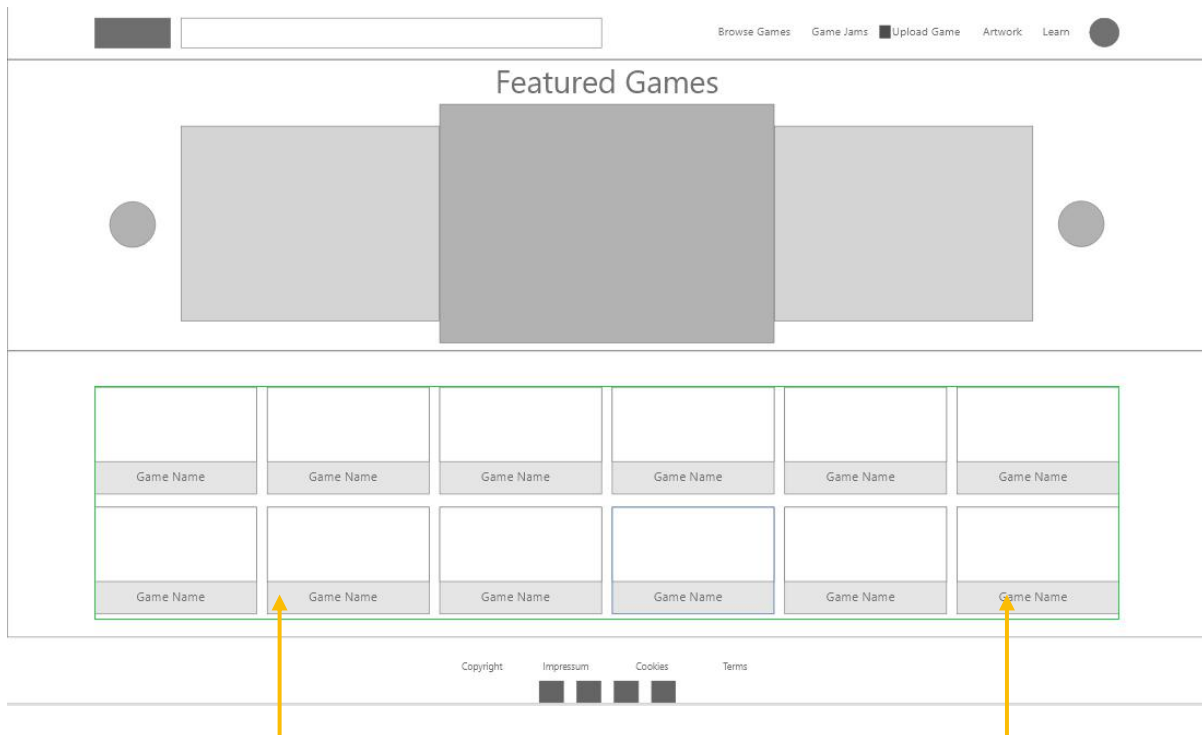 Browse Games Game Jams Upload Game Artwork Learn
Featured Games
Game Name Game Name Game Name Game Name Game Name Game Name
Game Name Game Name Game Name Game Name Game Name Game Name
Copyright Impressum Cookies Terms